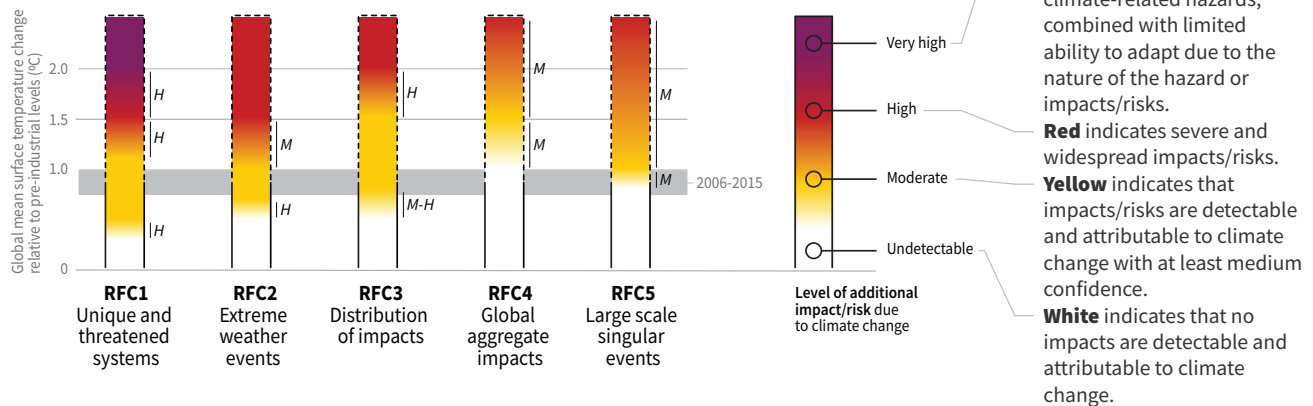 Global mean surface temperature change
relative to pre-industrial levels (ºC)
2.0
1.5
1.0
0
H
H
H
M
H
H
M-H
M
M
M
M
2006-2015
RFC1
Unique and
threatened
systems
RFC2
Extreme
weather
events
RFC3
Distribution
of impacts
RFC4
Global
aggregate
impacts
RFC5
Large scale
singular
events
Very high
High
Moderate
Undetectable
Level of additional
impact/risk due
to climate change
climate-related hazards,
combined with limited
ability to adapt due to the
nature of the hazard or
impacts/risks.
Red indicates severe and
widespread impacts/risks.
Yellow indicates that
impacts/risks are detectable
and attributable to climate
change with at least medium
confidence.
White indicates that no
impacts are detectable and
attributable to climate
change.